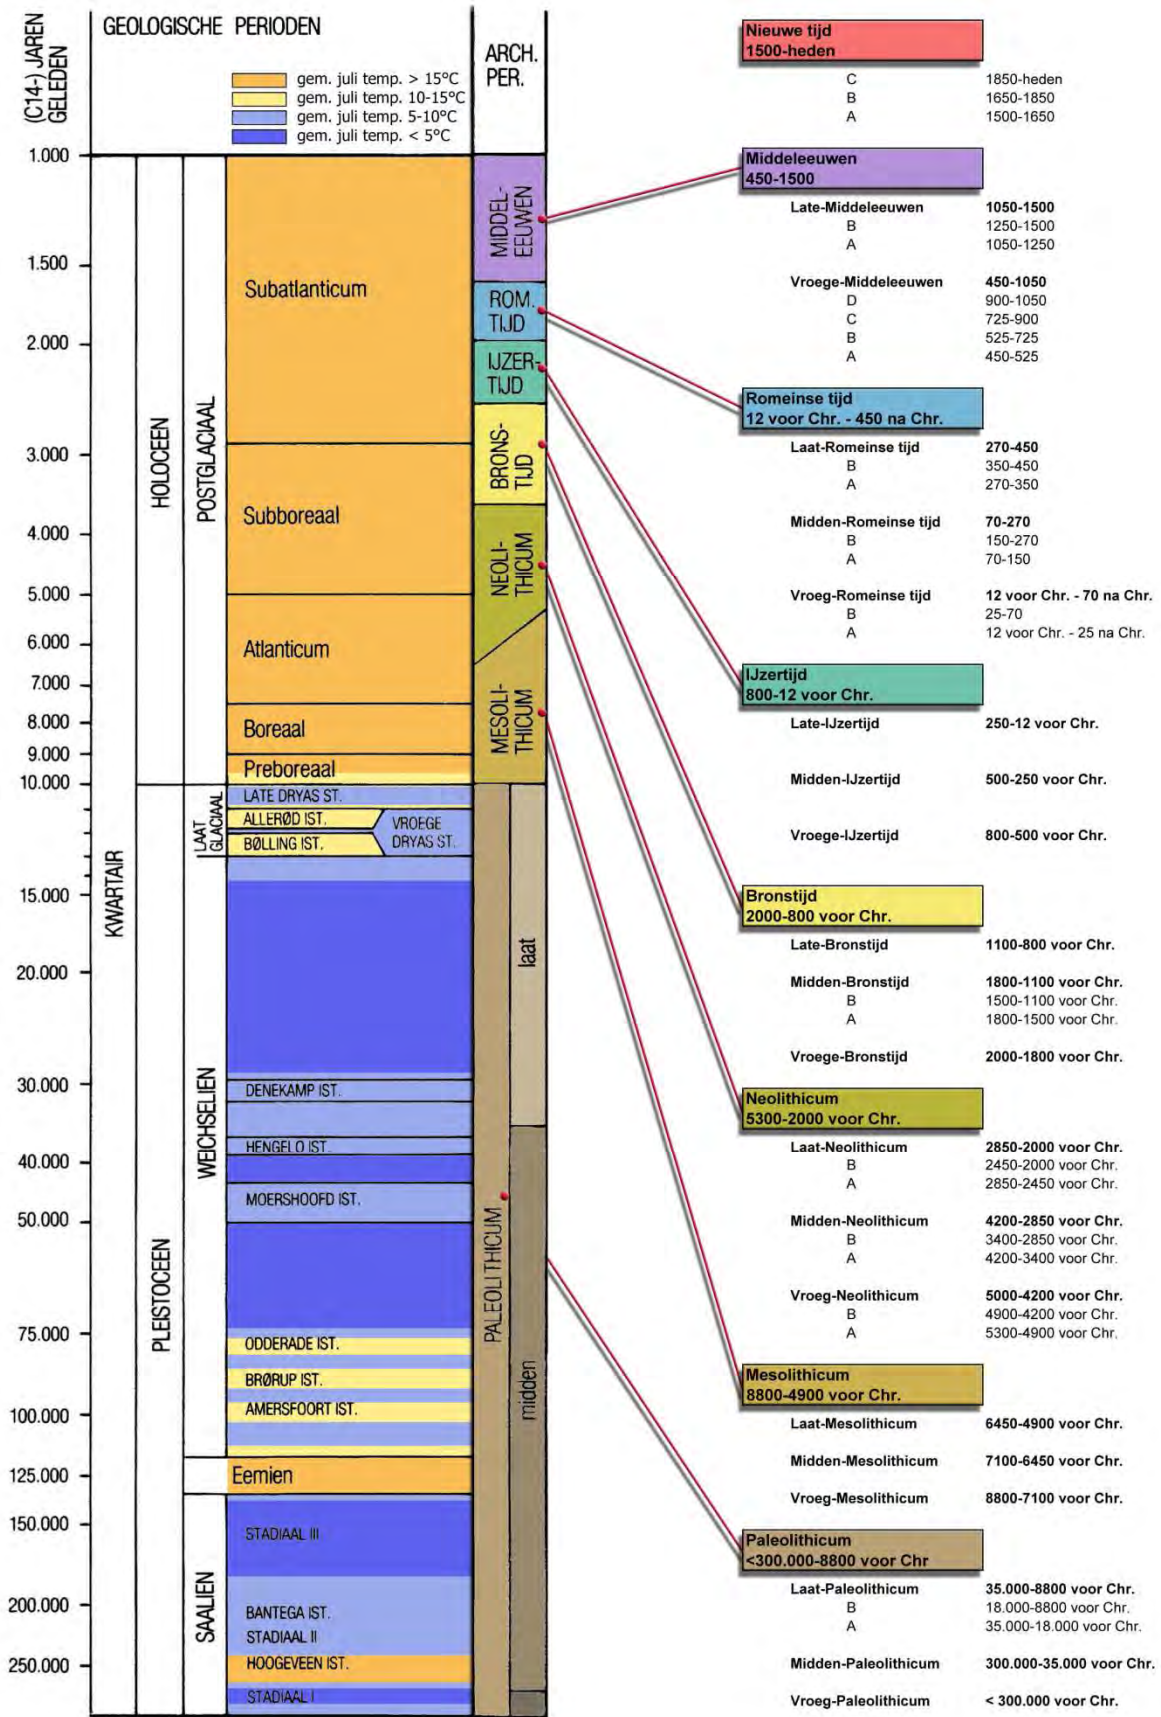 GEOLOGISCHE PERIODEN
(C14-) JAREN
GELEDEN
gem. juli temp. > 15°C
gem. juli temp. 10-15°C
gem. juli temp. 5-10°C
gem. juli temp. < 5°C
ARCH.
PER.
1.000
1.500
2.000
3.000
4.000
5.000
6.000
7.000
8.000
9.000
10.000
15.000
20.000
30.000
40.000
50.000
75.000
100.000
125.000
150.000
200.000
250.000
KWARTAIR
HOLOCEEN
PLEISTOCEEN
POSTGLACIAAL
LAAT
GLACIAAL
WEICHSELIEN
SAALIEN
Subatlanticum
Subboreaal
Atlanticum
Boreaal
Preboreaal
LATE DRYAS ST.
ALLERØD IST.
VROEGE
DRYAS ST.
BØLLING IST.
DENEKAMP IST.
HENGELO IST.
MOERSHOOFD IST.
ODDERADE IST.
BRØRUP IST.
AMERSFOORT IST.
Eemien
STADIAAL III
BANTEGA IST.
STADIAAL II
HOOGEVEEN IST.
STADIAAL I
MIDDEL-
EEUWEN
ROM.
TIJD
IJZER-
TIJD
BRONS-
TIJD
NEOLI-
THICUM
MESOLI-
THICUM
PALEOLITHICUM
laat
midden
Nieuwe tijd
1500-heden
C 1850-heden
B 1650-1850
A 1500-1650
Middeleeuwen
450-1500
Late-Middeleeuwen 1050-1500
B 1250-1500
A 1050-1250
Vroege-Middeleeuwen 450-1050
D 900-1050
C 725-900
B 525-725
A 450-525
Romeinse tijd
12 voor Chr. - 450 na Chr.
Laat-Romeinse tijd 270-450
B 350-450
A 270-350
Midden-Romeinse tijd 70-270
B 150-270
A 70-150
Vroeg-Romeinse tijd 12 voor Chr. - 70 na Chr.
B 25-70
A 12 voor Chr. - 25 na Chr.
IJzertijd
800-12 voor Chr.
Late-IJzertijd 250-12 voor Chr.
Midden-IJzertijd 500-250 voor Chr.
Vroege-IJzertijd 800-500 voor Chr.
Bronstijd
2000-800 voor Chr.
Late-Bronstijd 1100-800 voor Chr.
Midden-Bronstijd 1800-1100 voor Chr.
B 1500-1100 voor Chr.
A 1800-1500 voor Chr.
Vroege-Bronstijd 2000-1800 voor Chr.
Neolithicum
5300-2000 voor Chr.
Laat-Neolithicum 2850-2000 voor Chr.
B 2450-2000 voor Chr.
A 2850-2450 voor Chr.
Midden-Neolithicum 4200-2850 voor Chr.
B 3400-2850 voor Chr.
A 4200-3400 voor Chr.
Vroeg-Neolithicum 5000-4200 voor Chr.
B 4900-4200 voor Chr.
A 5300-4900 voor Chr.
Mesolithicum
8800-4900 voor Chr.
Laat-Mesolithicum 6450-4900 voor Chr.
Midden-Mesolithicum 7100-6450 voor Chr.
Vroeg-Mesolithicum 8800-7100 voor Chr.
Paleolithicum
<300.000-8800 voor Chr
Laat-Paleolithicum 35.000-8800 voor Chr.
B 18.000-8800 voor Chr.
A 35.000-18.000 voor Chr.
Midden-Paleolithicum 300.000-35.000 voor Chr.
Vroeg-Paleolithicum < 300.000 voor Chr.